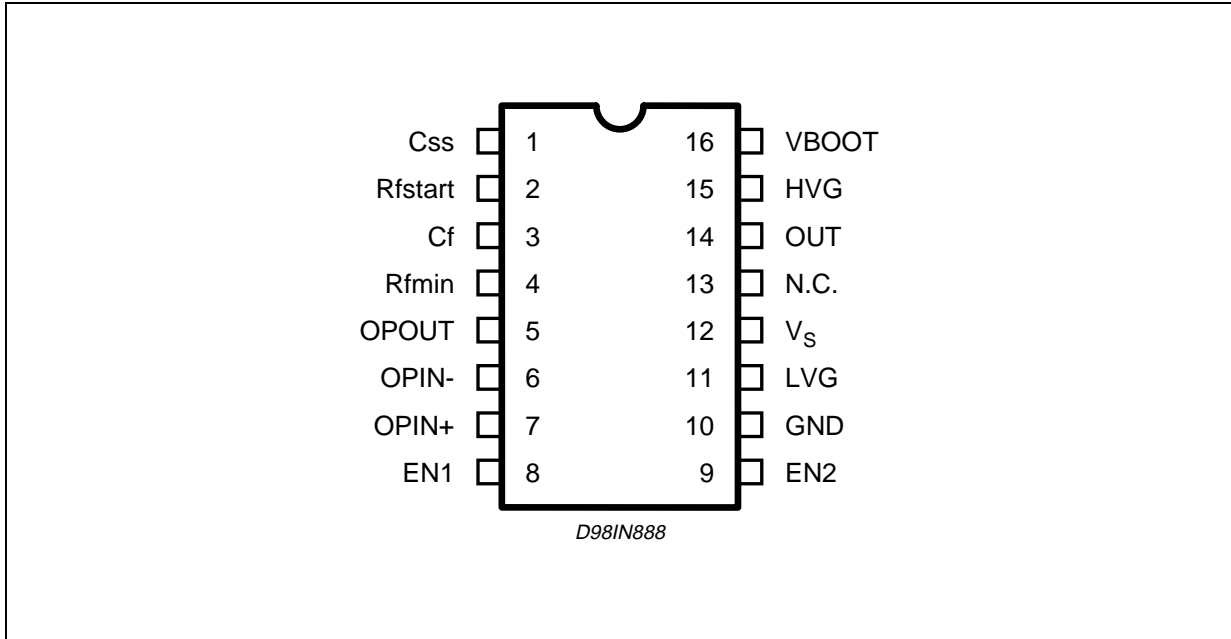 Css 1 16 VBOOT
Rfstart 2 15 HVG
Cf 3 14 OUT
Rfmin 4 13 N.C.
OPOUT 5 12 VS
OPIN- 6 11 LVG
OPIN+ 7 10 GND
EN1 8 9 EN2
D98IN888